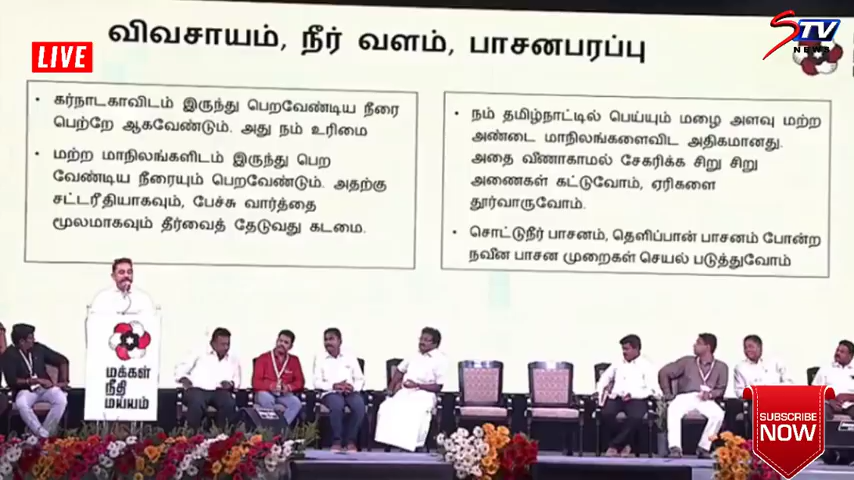 விவசாயம், நீர் வளம், பாசனபரப்பு
LIVE
STV
NEWS
• கர்நாடகாவிடம் இருந்து பெறவேண்டிய நீரை
பெற்றே ஆகவேண்டும். அது நம் உரிமை
• மற்ற மாநிலங்களிடம் இருந்து பெற
வேண்டிய நீரையும் பெறவேண்டும். அதற்கு
சட்டரீதியாகவும், பேச்சு வார்த்தை
மூலமாகவும் தீர்வைத் தேடுவது கடமை.
• நம் தமிழ்நாட்டில் பெய்யும் மழை அளவு மற்ற
அண்டை மாநிலங்களைவிட அதிகமானது.
அதை வீணாகாமல் சேகரிக்க சிறு சிறு
அணைகள் கட்டுவோம், ஏரிகளை
தூர்வாருவோம்.
• சொட்டுநீர் பாசனம், தெளிப்பான் பாசனம் போன்ற
நவீன பாசன முறைகள் செயல் படுத்துவோம்
மக்கள்
நீதி
மய்யம்
SUBSCRIBE
NOW